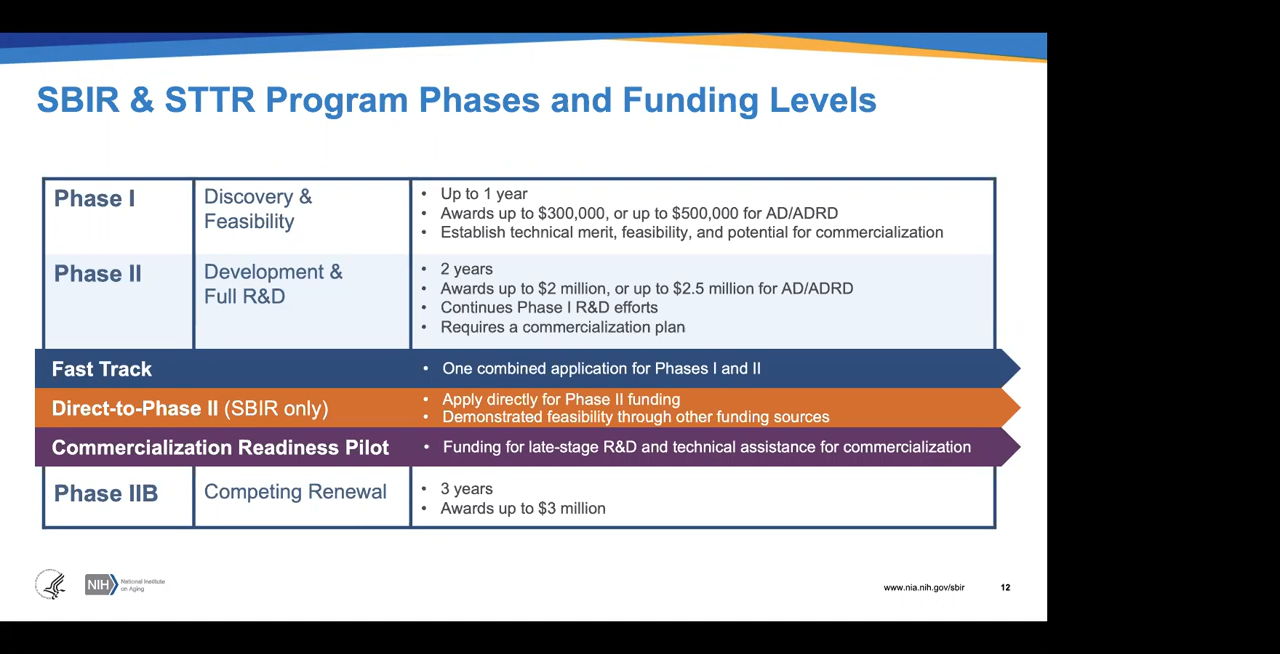 SBIR & STTR Program Phases and Funding Levels
Phase I
Discovery &
Feasibility
• Up to 1 year
• Awards up to $300,000, or up to $500,000 for AD/ADRD
• Establish technical merit, feasibility, and potential for commercialization
Phase II
Development &
Full R&D
• 2 years
• Awards up to $2 million, or up to $2.5 million for AD/ADRD
• Continues Phase I R&D efforts
• Requires a commercialization plan
Fast Track
• One combined application for Phases I and II
Direct-to-Phase II (SBIR only)
• Apply directly for Phase II funding
• Demonstrated feasibility through other funding sources
Commercialization Readiness Pilot
• Funding for late-stage R&D and technical assistance for commercialization
Phase IIB
Competing Renewal
• 3 years
• Awards up to $3 million
NIH
National Institute
on Aging
www.nia.nih.gov/sbir
12